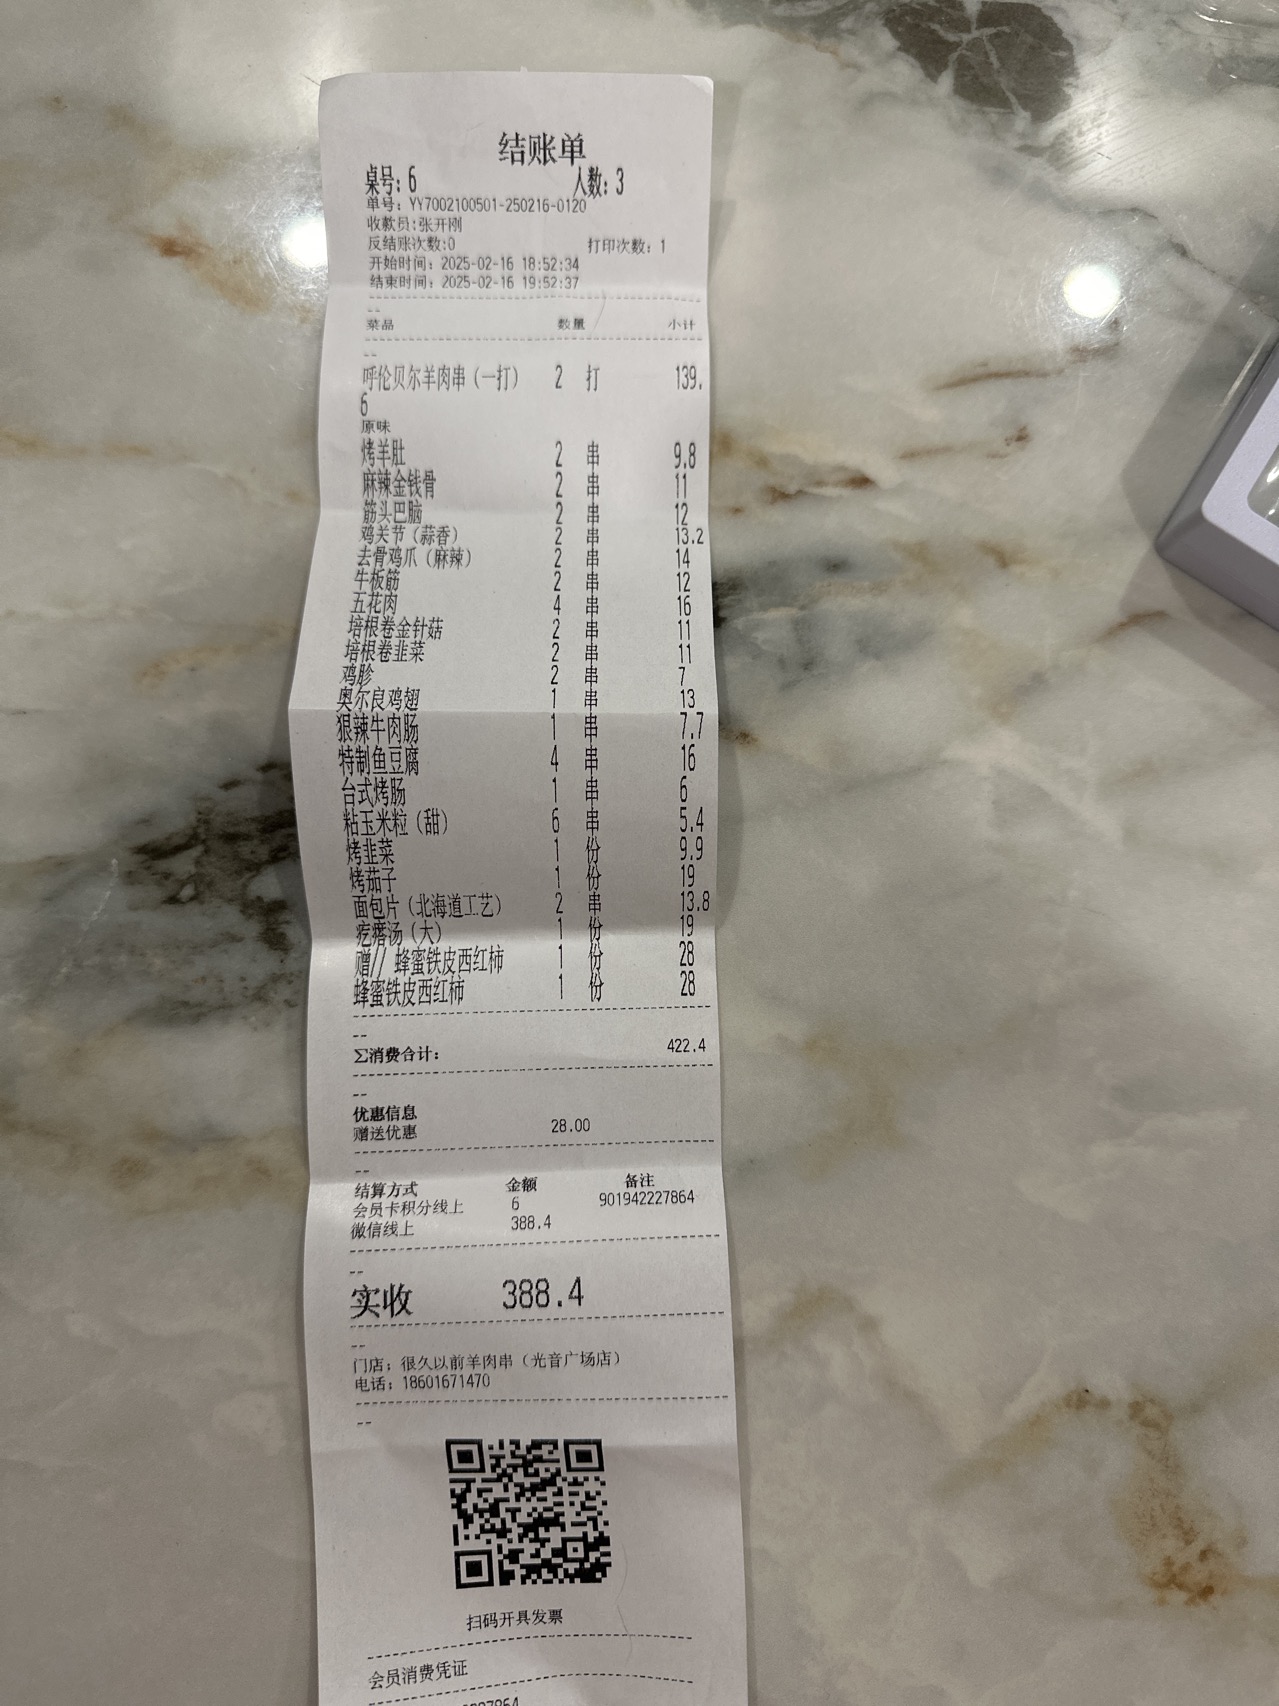 结账单
桌号: 6 人数: 3
单号: YY7002100501-250216-0120
收款员:张开刚
反结账次数:0 打印次数: 1
开始时间: 2025-02-16 18:52:34
结束时间: 2025-02-16 19:52:37
--
菜品 数量 小计
--
呼伦贝尔羊肉串（一打） 2 打 139.
6
原味
烤羊肚 2 串 9.8
麻辣金钱骨 2 串 11
筋头巴脑 2 串 12
鸡关节（蒜香） 2 串 13.2
去骨鸡爪（麻辣） 2 串 14
牛板筋 2 串 12
五花肉 4 串 16
培根卷金针菇 2 串 11
培根卷韭菜 2 串 11
鸡胗 2 串 7
奥尔良鸡翅 1 串 13
狠辣牛肉肠 1 串 7.7
特制鱼豆腐 4 串 16
台式烤肠 1 串 6
粘玉米粒（甜） 6 串 5.4
烤韭菜 1 份 9.9
烤茄子 1 份 19
面包片（北海道工艺） 2 串 13.8
疙瘩汤（大） 1 份 19
赠// 蜂蜜铁皮西红柿 1 份 28
蜂蜜铁皮西红柿 1 份 28
--
∑消费合计: 422.4
--
优惠信息
赠送优惠 28.00
--
结算方式 金额 备注
会员卡积分线上 6 901942227864
微信线上 388.4
--
实收 388.4
--
门店: 很久以前羊肉串（光音广场店）
电话: 18601671470
--
扫码开具发票
会员消费凭证